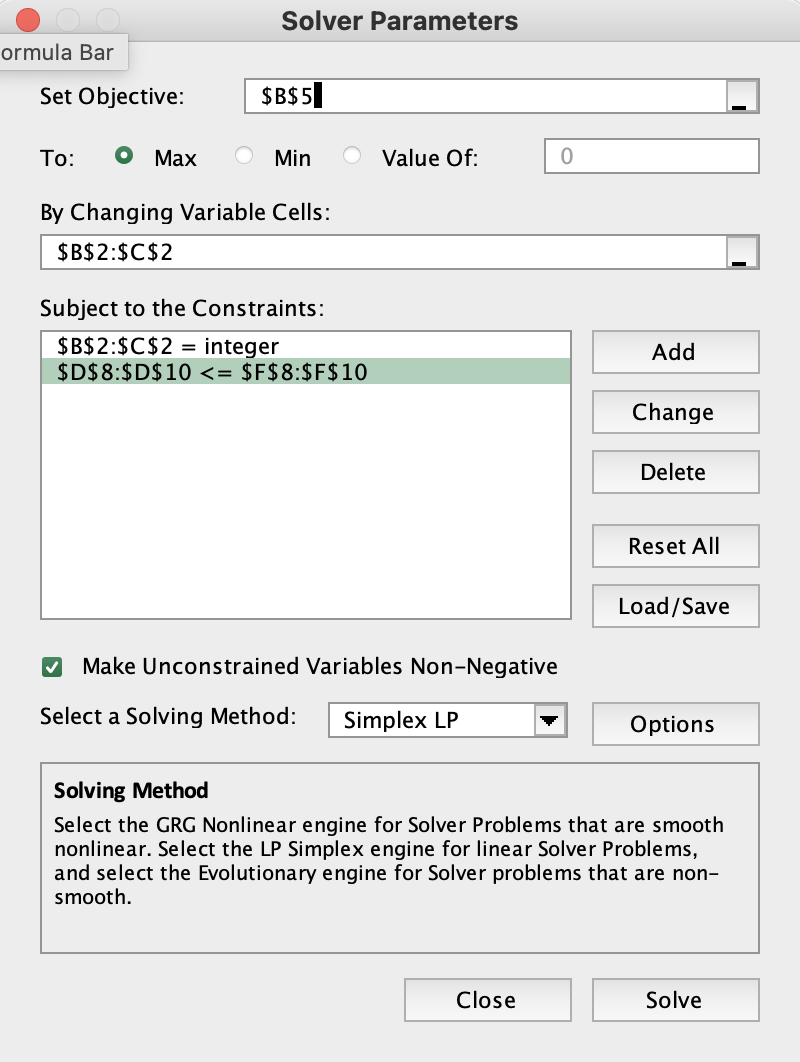 Solver Parameters
ormula Bar
Set Objective:
$B$5
To:
Max
Min
Value Of:
0
By Changing Variable Cells:
$B$2:$C$2
Subject to the Constraints:
$B$2:$C$2 = integer
$D$8:$D$10 <= $F$8:$F$10
Add
Change
Delete
Reset All
Load/Save
Make Unconstrained Variables Non-Negative
Select a Solving Method:
Simplex LP
Options
Solving Method
Select the GRG Nonlinear engine for Solver Problems that are smooth
nonlinear. Select the LP Simplex engine for linear Solver Problems,
and select the Evolutionary engine for Solver problems that are non-
smooth.
Close
Solve